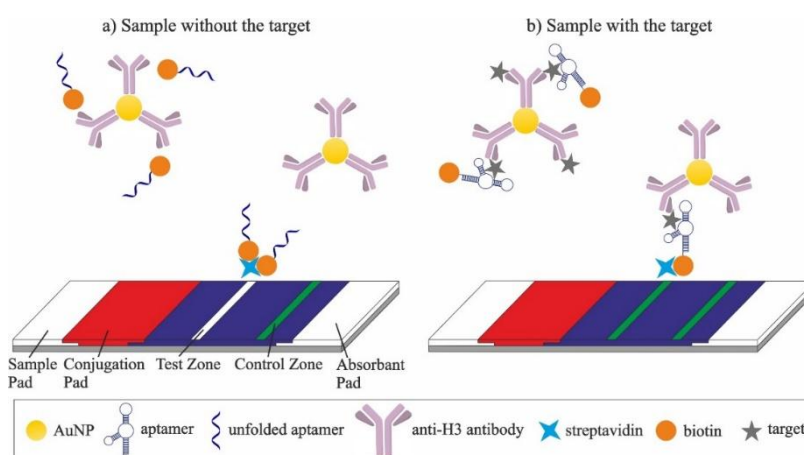 a) Sample without the target
b) Sample with the target
Sample
Pad
Conjugation
Pad
Test Zone
Control Zone
Absorbant
Pad
AuNP
aptamer
unfolded aptamer
anti-H3 antibody
streptavidin
biotin
target